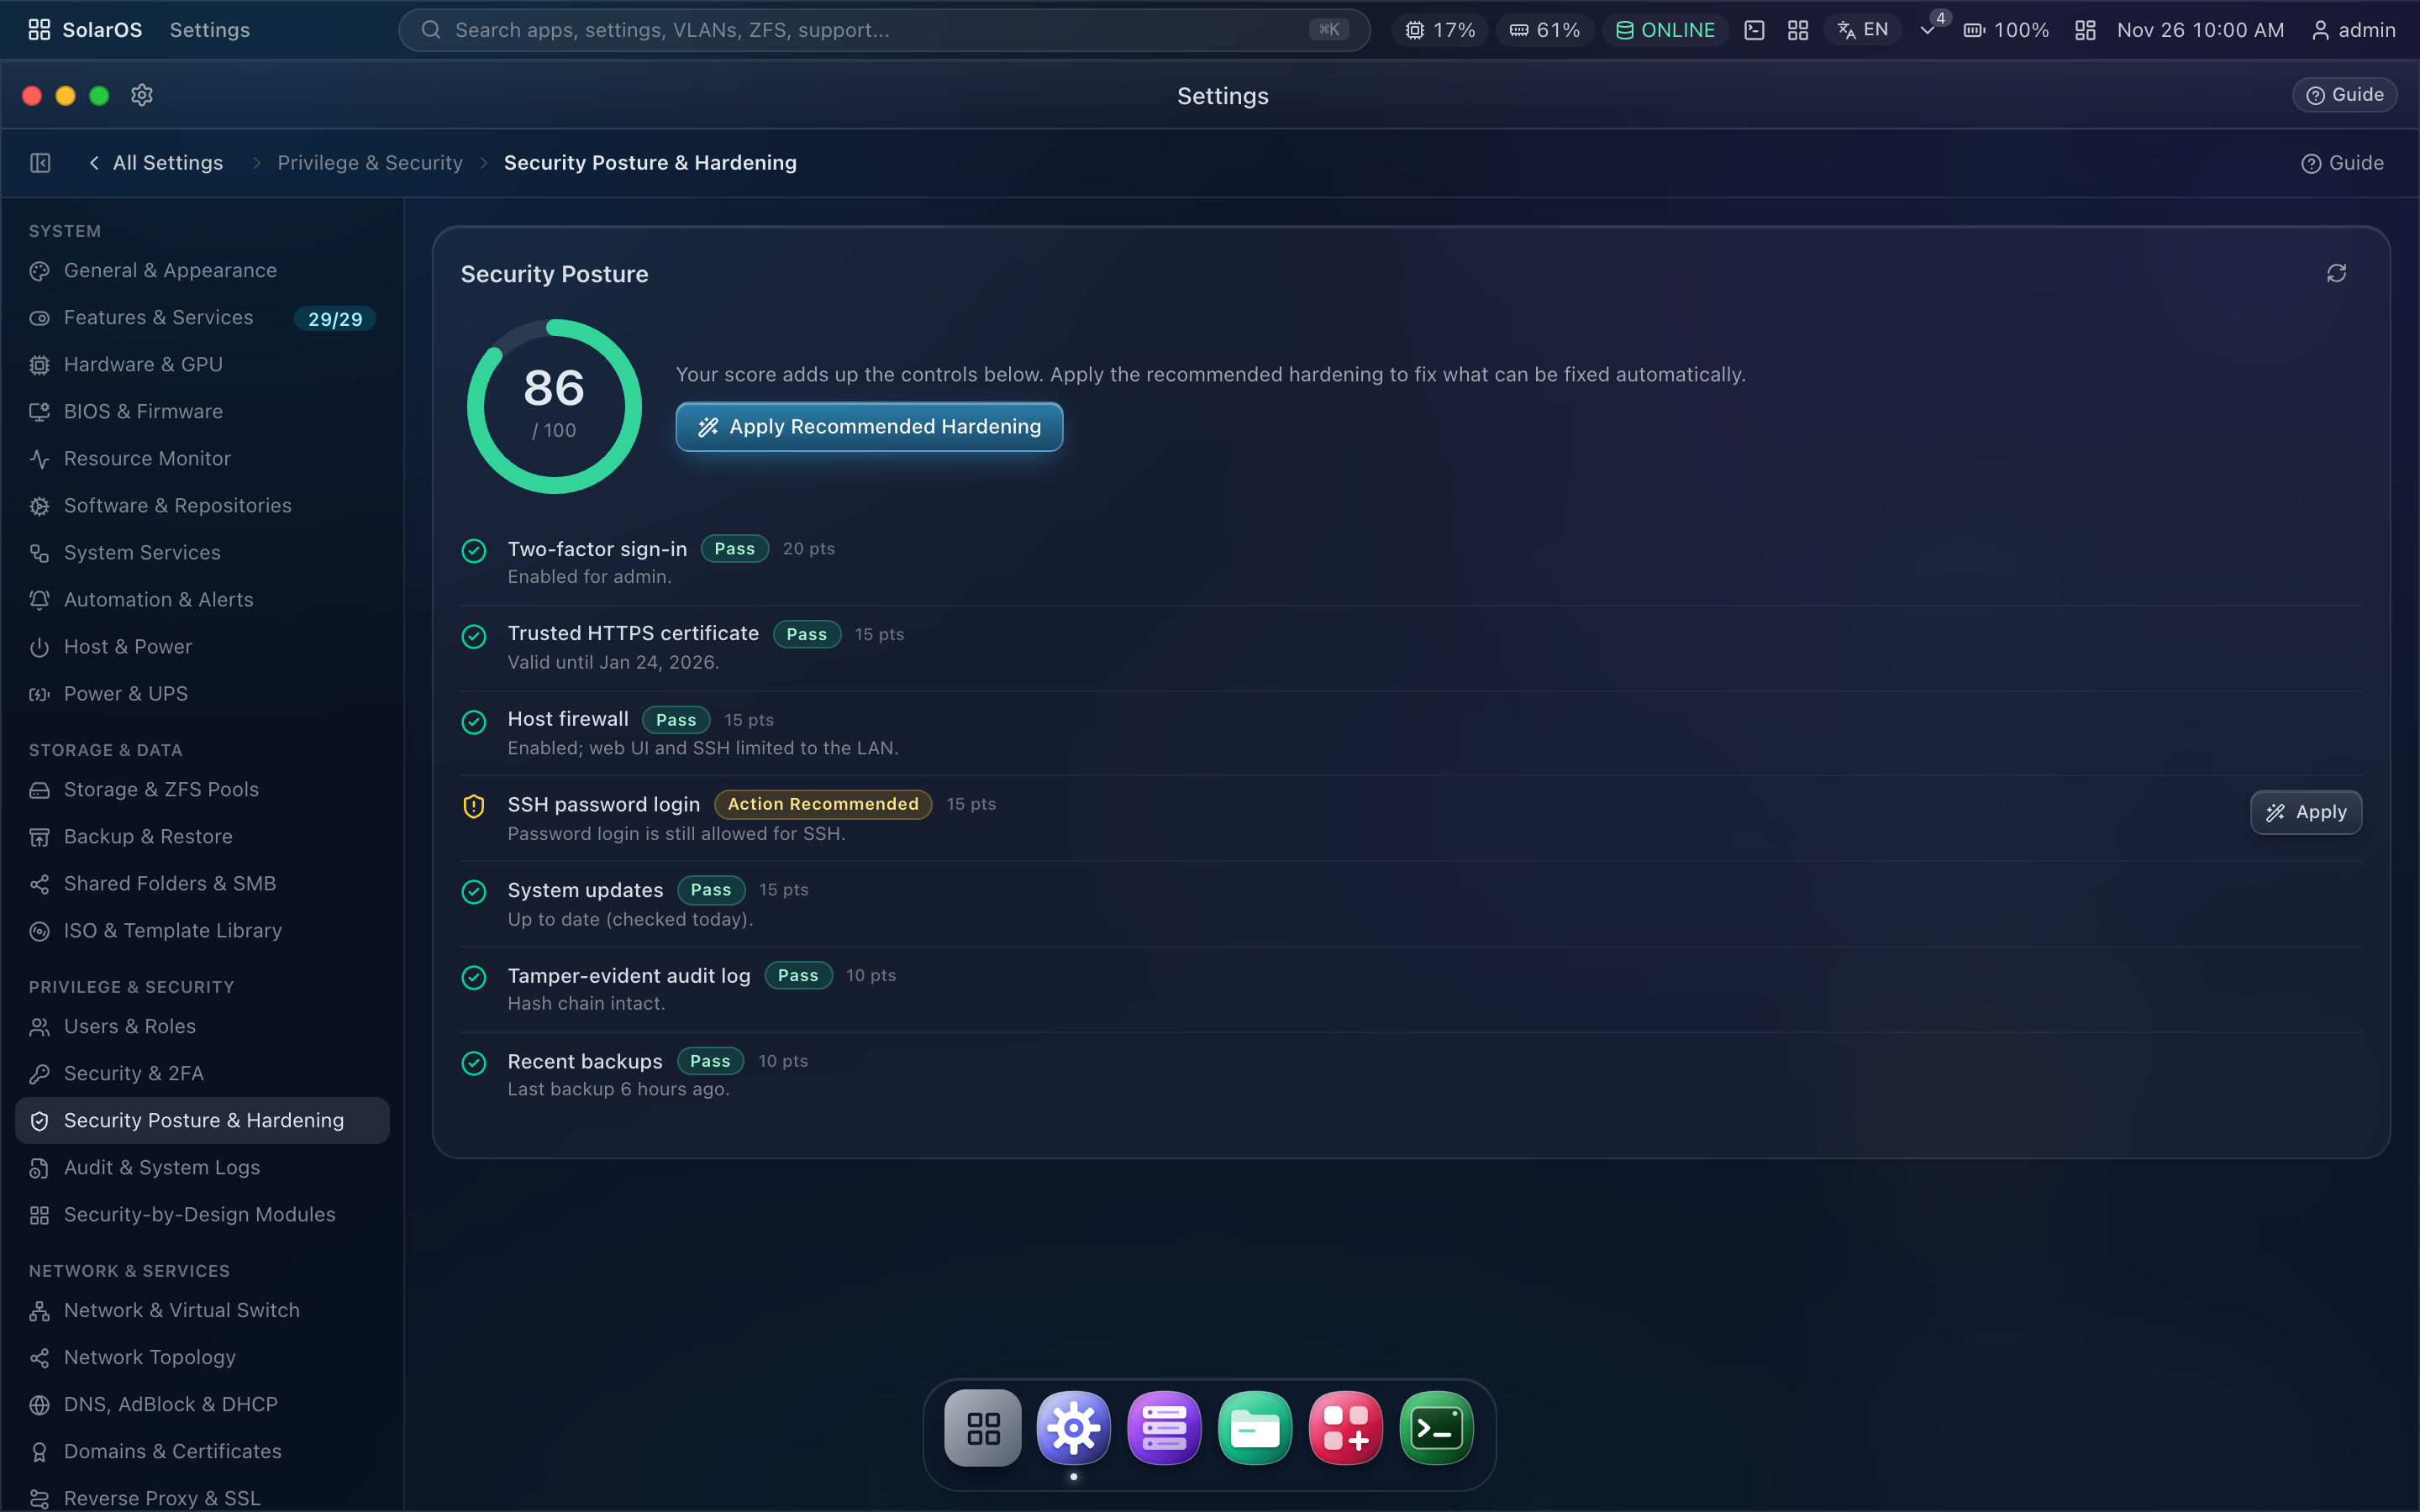 SolarOS Settings Search apps, settings, VLANs, ZFS, support... ⌘K 17% 61% ONLINE EN 4 100% Nov 26 10:00 AM admin
Settings Guide
All Settings Privilege & Security Security Posture & Hardening Guide
SYSTEM
General & Appearance
Features & Services 29/29
Hardware & GPU
BIOS & Firmware
Resource Monitor
Software & Repositories
System Services
Automation & Alerts
Host & Power
Power & UPS
STORAGE & DATA
Storage & ZFS Pools
Backup & Restore
Shared Folders & SMB
ISO & Template Library
PRIVILEGE & SECURITY
Users & Roles
Security & 2FA
Security Posture & Hardening
Audit & System Logs
Security-by-Design Modules
NETWORK & SERVICES
Network & Virtual Switch
Network Topology
DNS, AdBlock & DHCP
Domains & Certificates
Reverse Proxy & SSL
Security Posture
86
/ 100
Your score adds up the controls below. Apply the recommended hardening to fix what can be fixed automatically.
Apply Recommended Hardening
Two-factor sign-in Pass 20 pts
Enabled for admin.
Trusted HTTPS certificate Pass 15 pts
Valid until Jan 24, 2026.
Host firewall Pass 15 pts
Enabled; web UI and SSH limited to the LAN.
SSH password login Action Recommended 15 pts
Password login is still allowed for SSH.
Apply
System updates Pass 15 pts
Up to date (checked today).
Tamper-evident audit log Pass 10 pts
Hash chain intact.
Recent backups Pass 10 pts
Last backup 6 hours ago.